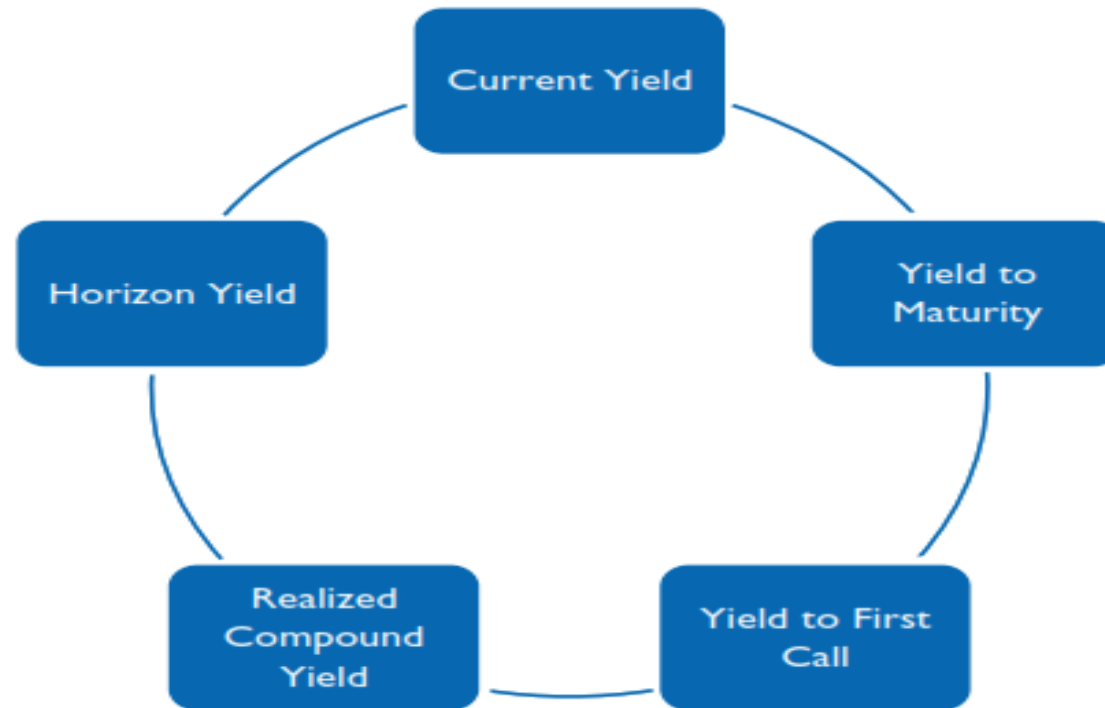 Current Yield
Yield to
Maturity
Yield to First
Call
Realized
Compound
Yield
Horizon Yield